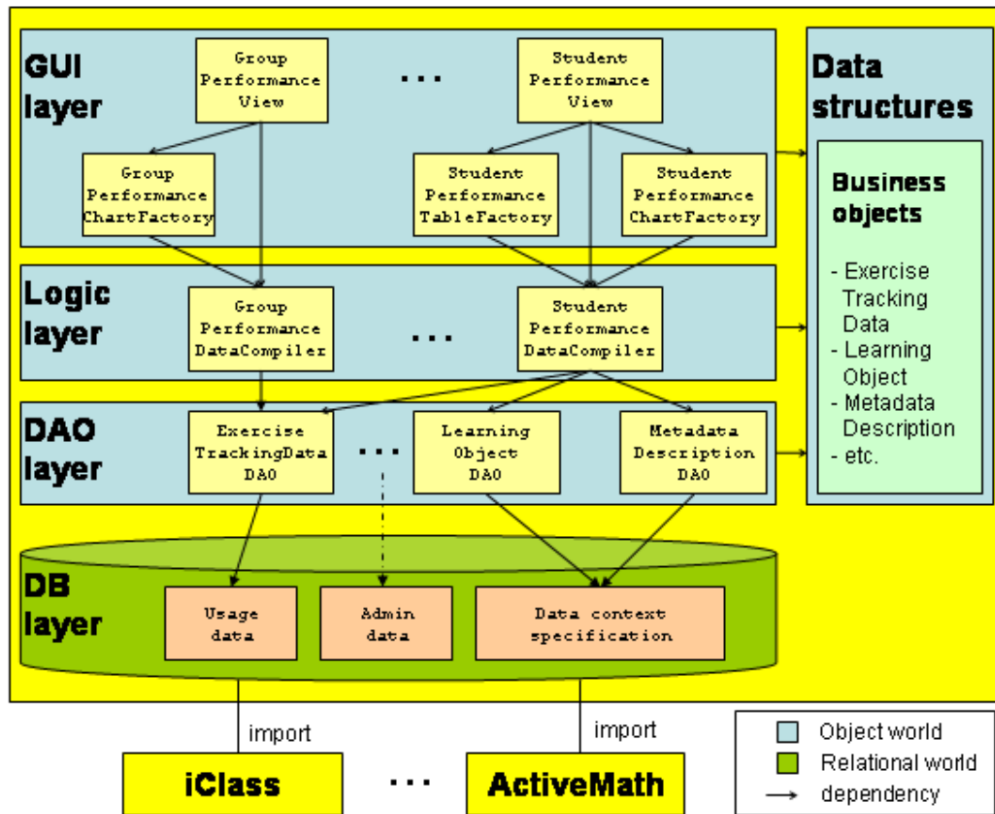 GUI
layer
Group
Performance
View
...
Student
Performance
View
Group
Performance
ChartFactory
Student
Performance
TableFactory
Student
Performance
ChartFactory
Data
structures
Business
objects
- Exercise
Tracking
Data
- Learning
Object
- Metadata
Description
- etc.
Logic
layer
Group
Performance
DataCompiler
...
Student
Performance
DataCompiler
DAO
layer
Exercise
TrackingData
DAO
...
Learning
Object
DAO
Metadata
Description
DAO
DB
layer
Usage
data
Admin
data
Data context
specification
import
import
iClass
...
ActiveMath
Object world
Relational world
dependency